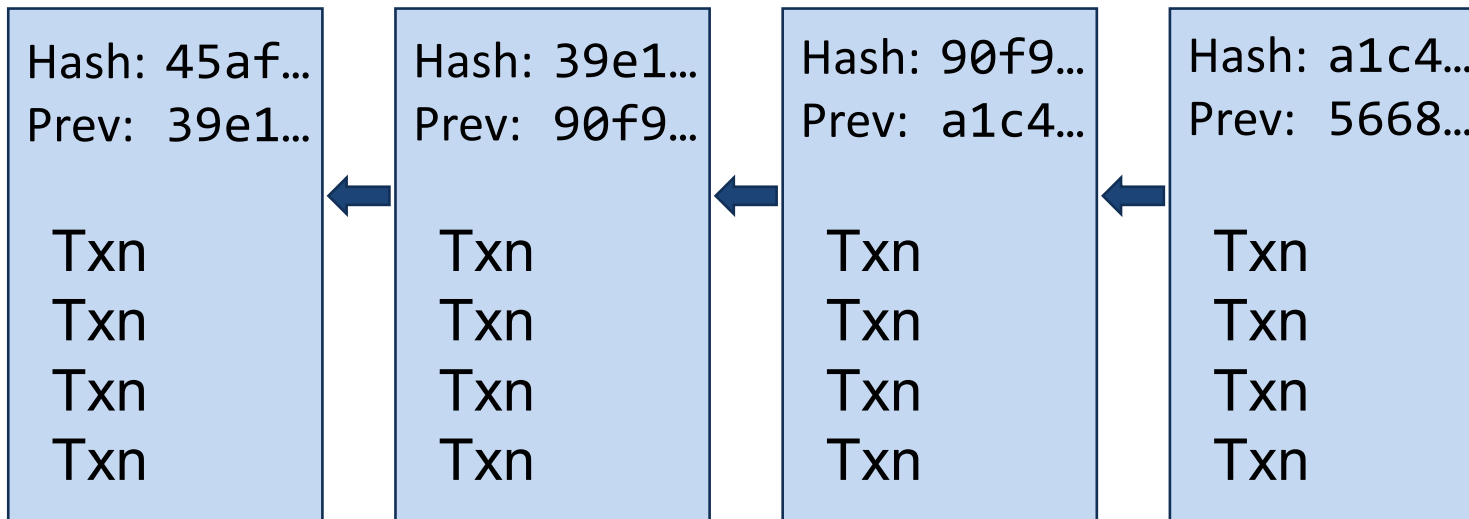 Hash: 45af…
Prev: 39e1…
Txn
Txn
Txn
Txn
Hash: 39e1…
Prev: 90f9…
Txn
Txn
Txn
Txn
Hash: 90f9…
Prev: a1c4…
Txn
Txn
Txn
Txn
Hash: a1c4…
Prev: 5668…
Txn
Txn
Txn
Txn